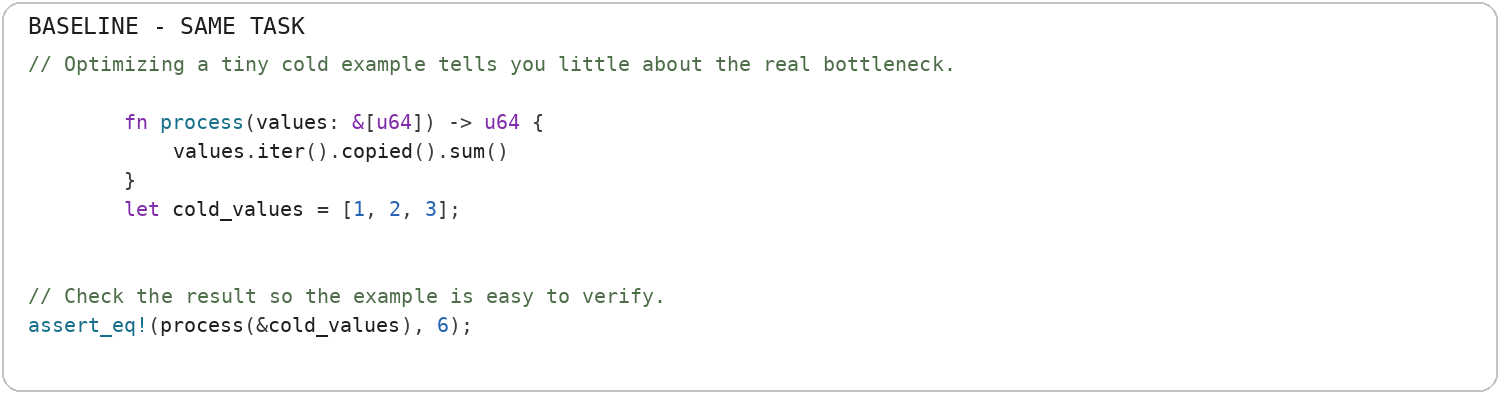 BASELINE - SAME TASK
// Optimizing a tiny cold example tells you little about the real bottleneck.
fn process(values: &[u64]) -> u64 {
values.iter().copied().sum()
}
let cold_values = [1, 2, 3];
// Check the result so the example is easy to verify.
assert_eq!(process(&cold_values), 6);